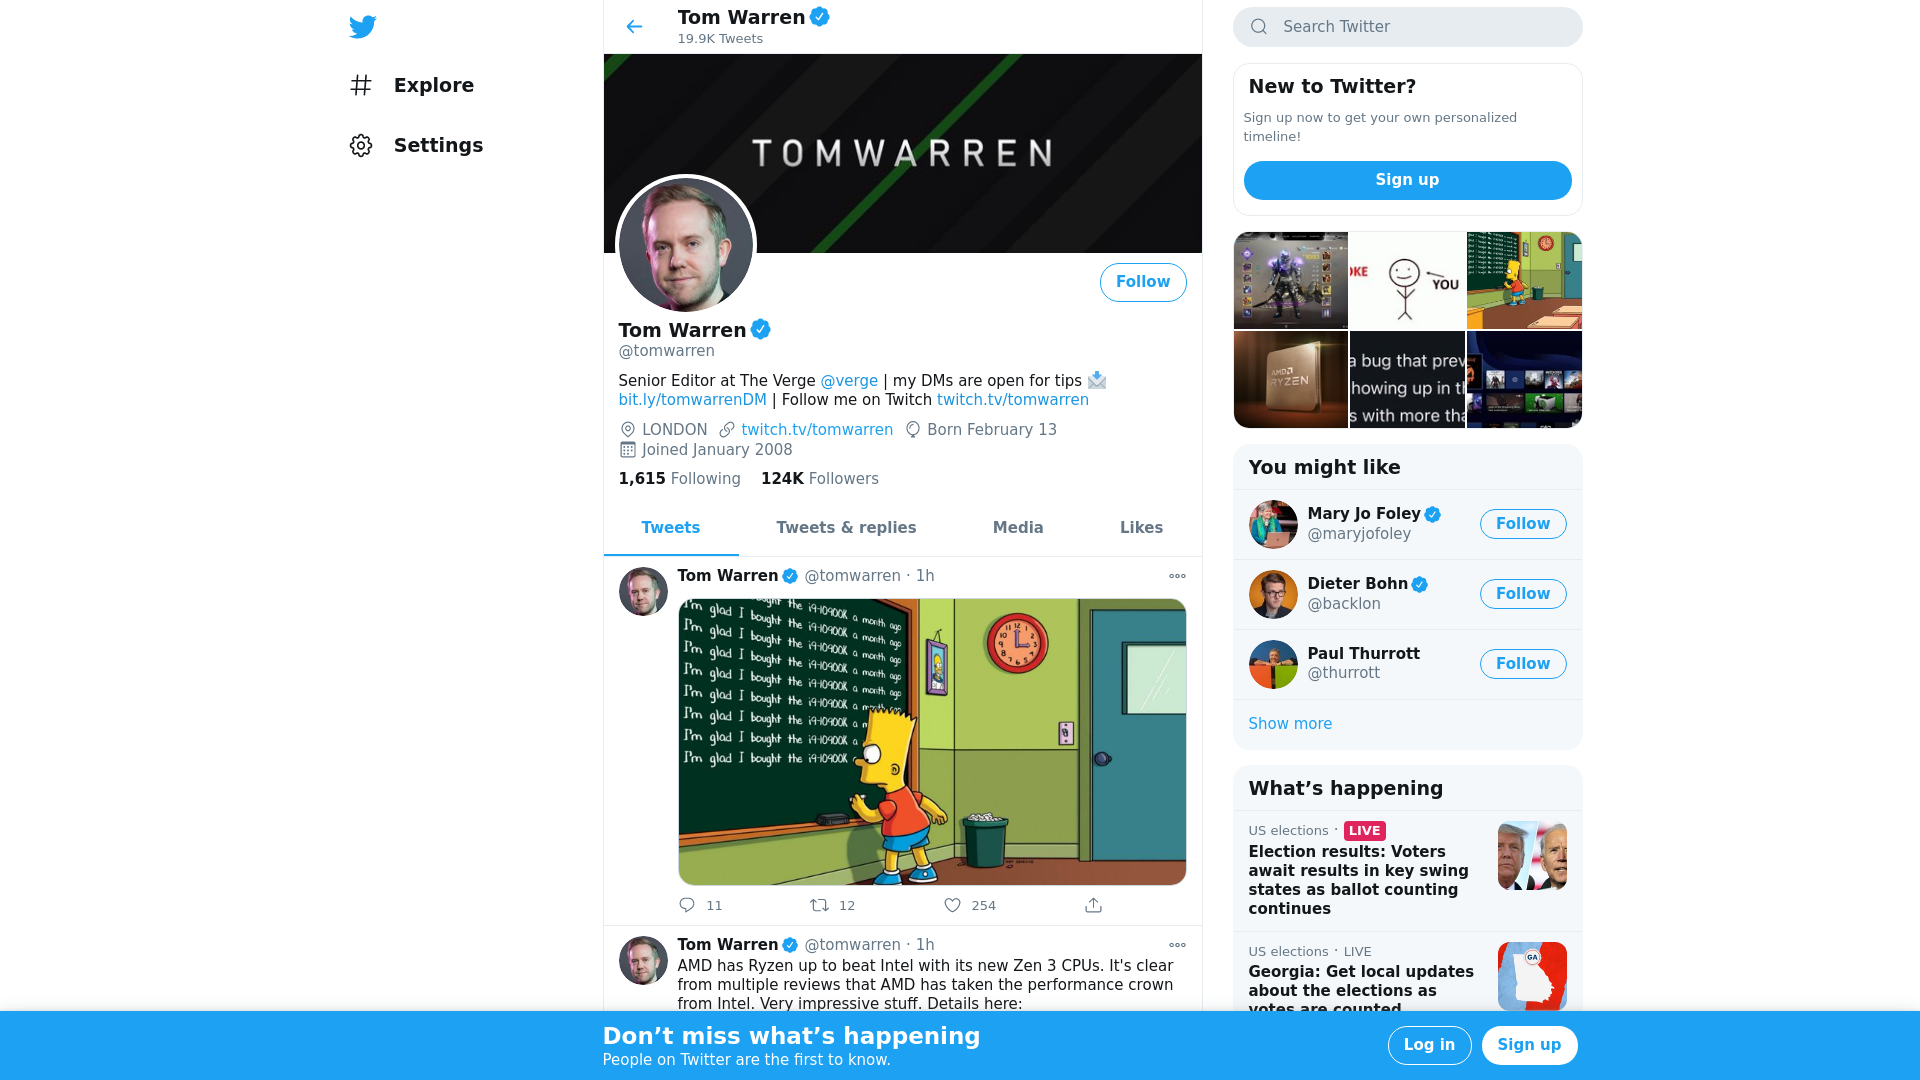 Explore
Settings
Tom Warren
19.9K Tweets
TOMWARREN
Follow
Tom Warren
@tomwarren
Senior Editor at The Verge @verge | my DMs are open for tips
bit.ly/tomwarrenDM | Follow me on Twitch twitch.tv/tomwarren
LONDON twitch.tv/tomwarren Born February 13
Joined January 2008
1,615 Following 124K Followers
Tweets Tweets & replies Media Likes
Tom Warren @tomwarren · 1h
I'm glad I bought the i9-10900K a month ago
I'm glad I bought the i9-10900K a month ago
I'm glad I bought the i9-10900K a month ago
I'm glad I bought the i9-10900K a month ago
I'm glad I bought the i9-10900K a month ago
I'm glad I bought the i9-10900K a
I'm glad I bought the i9-10900K
I'm glad I bought the i9-10900K
11 12 254
Tom Warren @tomwarren · 1h
AMD has Ryzen up to beat Intel with its new Zen 3 CPUs. It's clear
from multiple reviews that AMD has taken the performance crown
from Intel. Very impressive stuff. Details here:
Search Twitter
New to Twitter?
Sign up now to get your own personalized
timeline!
Sign up
OKE
YOU
AMD
RYZEN
a bug that prev
howing up in th
s with more tha
You might like
Mary Jo Foley
@maryjofoley
Follow
Dieter Bohn
@backlon
Follow
Paul Thurrott
@thurrott
Follow
Show more
What’s happening
US elections · LIVE
Election results: Voters
await results in key swing
states as ballot counting
continues
US elections · LIVE
GA
Georgia: Get local updates
about the elections as
votes are counted
Don’t miss what’s happening
People on Twitter are the first to know.
Log in
Sign up